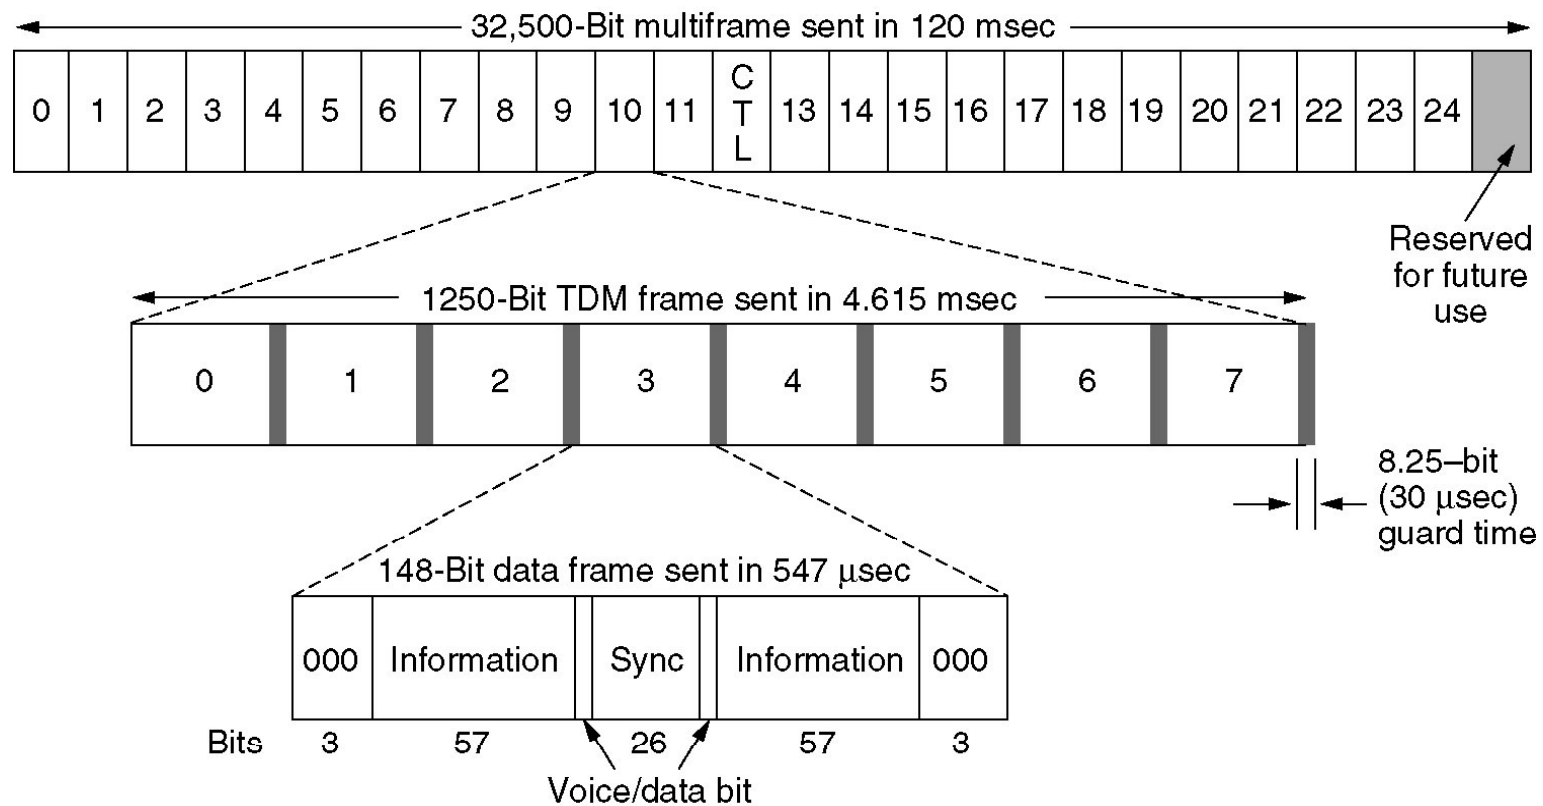 32,500-Bit multiframe sent in 120 msec
0 1 2 3 4 5 6 7 8 9 10 11 CTL 13 14 15 16 17 18 19 20 21 22 23 24
Reserved
for future
use
1250-Bit TDM frame sent in 4.615 msec
0 1 2 3 4 5 6 7
8.25–bit
(30 μsec)
guard time
148-Bit data frame sent in 547 μsec
000 Information Sync Information 000
Bits 3 57 26 57 3
Voice/data bit